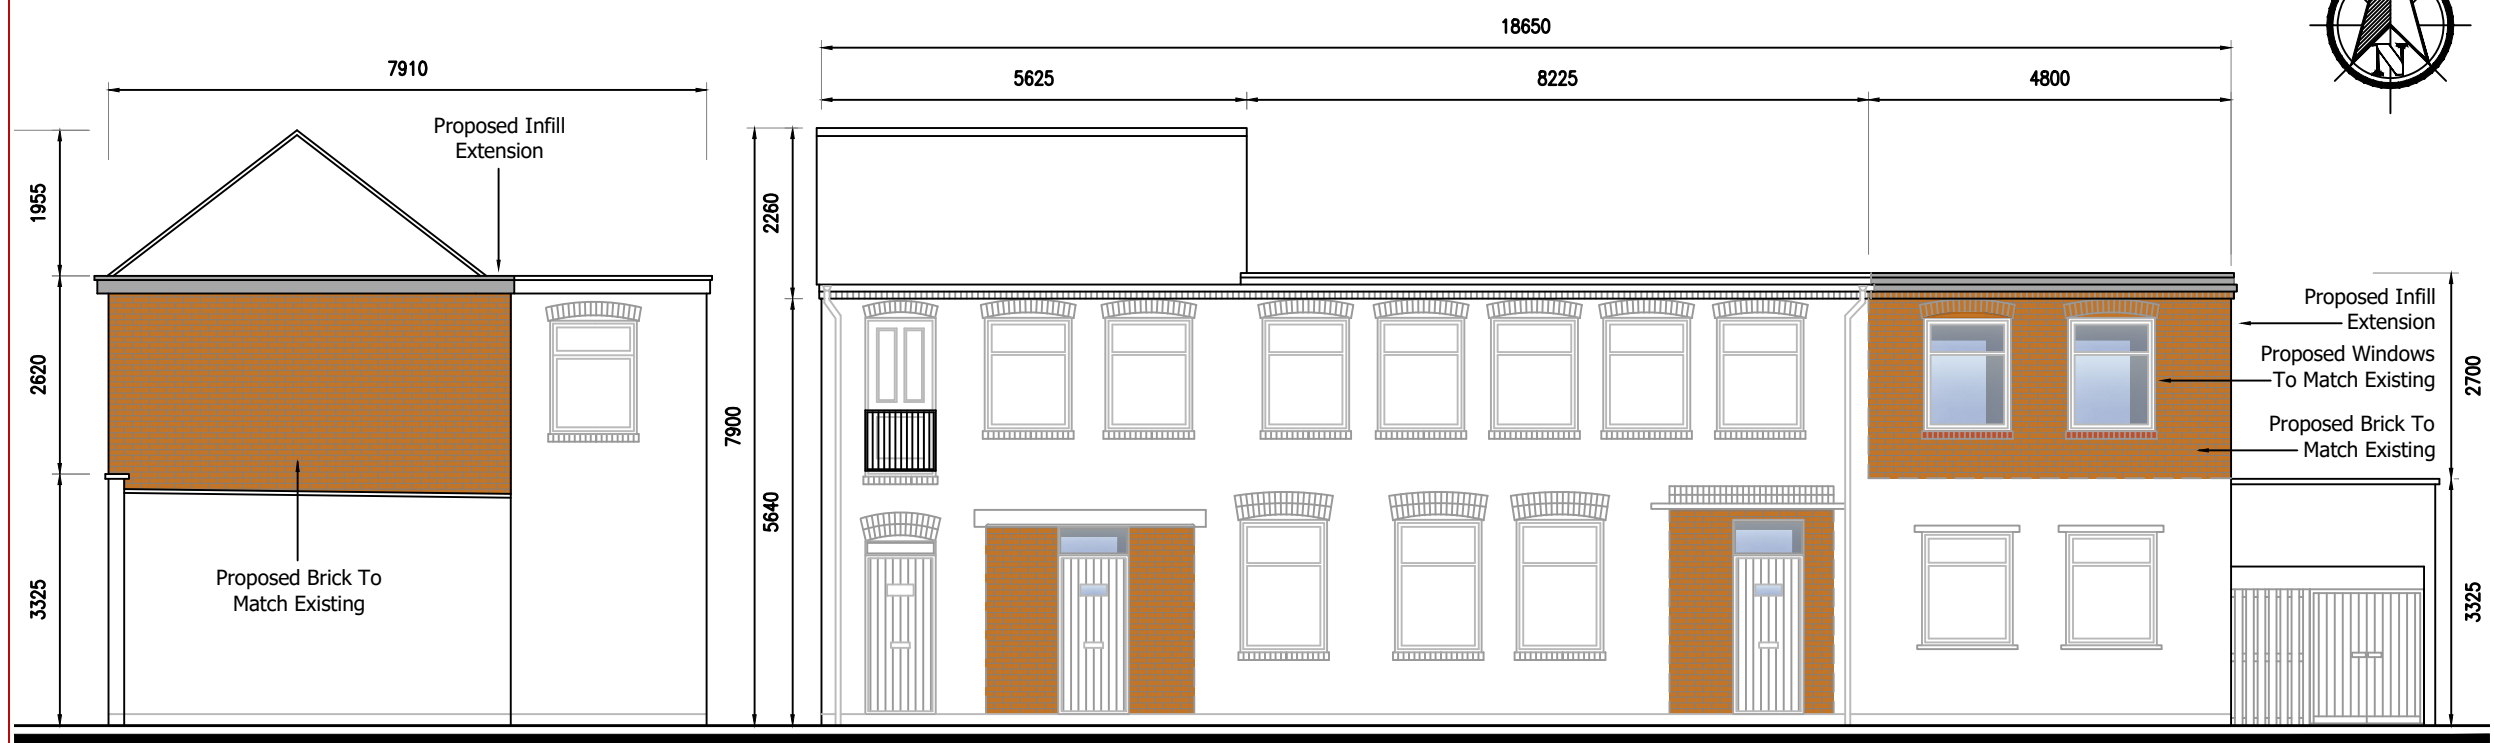 18650
7910
5625
8225
4800
N
Proposed Infill
Extension
1955
2260
2620
3325
7900
5640
Proposed Brick To
Match Existing
Proposed Infill
Extension
Proposed Windows
To Match Existing
Proposed Brick To
Match Existing
2700
3325